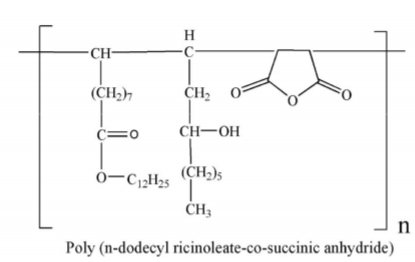 H
CH C
(CH2)7 CH2 O O O
C=O CH—OH
O—C12H25 (CH2)5
CH3
n
Poly (n-dodecyl ricinoleate-co-succinic anhydride)